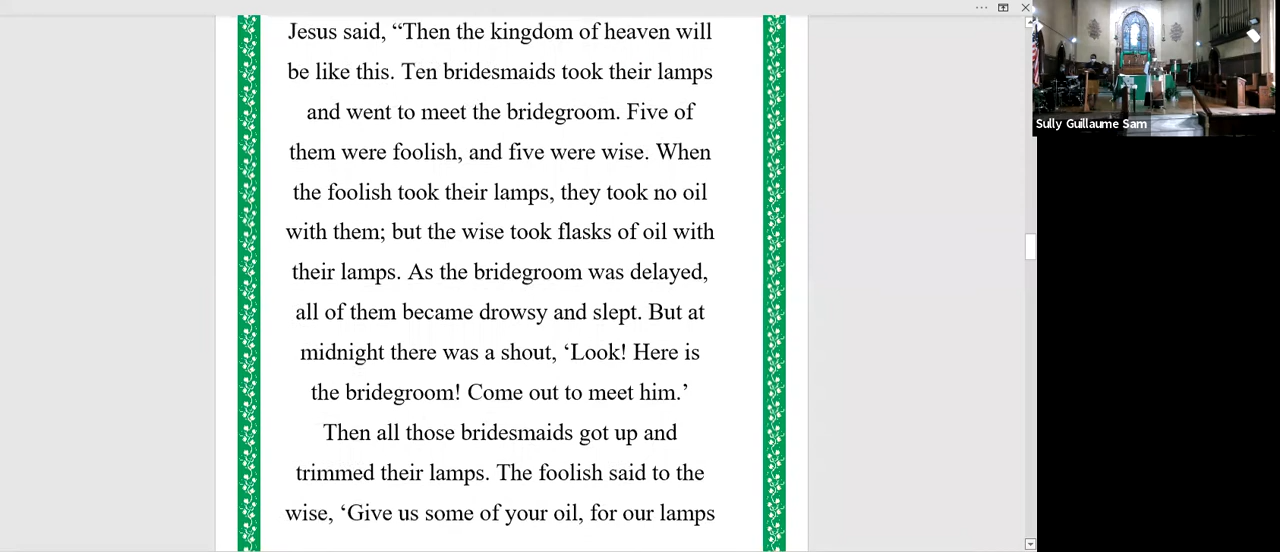 Jesus said, “Then the kingdom of heaven will
be like this. Ten bridesmaids took their lamps
and went to meet the bridegroom. Five of
them were foolish, and five were wise. When
the foolish took their lamps, they took no oil
with them; but the wise took flasks of oil with
their lamps. As the bridegroom was delayed,
all of them became drowsy and slept. But at
midnight there was a shout, ‘Look! Here is
the bridegroom! Come out to meet him.’
Then all those bridesmaids got up and
trimmed their lamps. The foolish said to the
wise, ‘Give us some of your oil, for our lamps
Sully Guillaume Sam